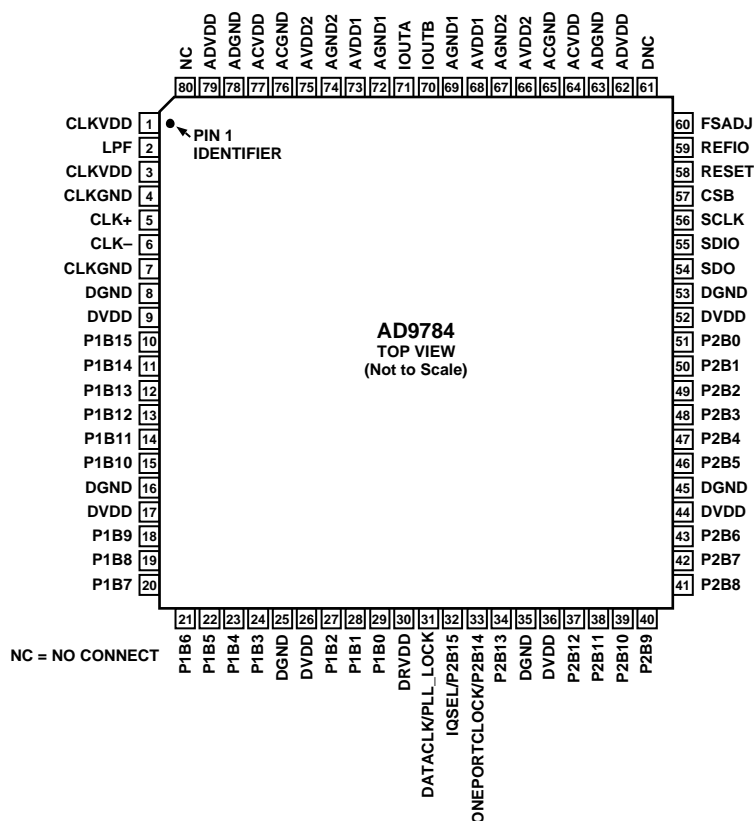 NC
ADVDD
ADGND
ACVDD
ACGND
AVDD2
AGND2
AVDD1
AGND1
IOUTA
IOUTB
AGND1
AVDD1
AGND2
AVDD2
ACGND
ACVDD
ADGND
ADVDD
DNC
80 79 78 77 76 75 74 73 72 71 70 69 68 67 66 65 64 63 62 61
CLKVDD 1
LPF 2
CLKVDD 3
CLKGND 4
CLK+ 5
CLK– 6
CLKGND 7
DGND 8
DVDD 9
P1B15 10
P1B14 11
P1B13 12
P1B12 13
P1B11 14
P1B10 15
DGND 16
DVDD 17
P1B9 18
P1B8 19
P1B7 20
PIN 1
IDENTIFIER
AD9784
TOP VIEW
(Not to Scale)
60 FSADJ
59 REFIO
58 RESET
57 CSB
56 SCLK
55 SDIO
54 SDO
53 DGND
52 DVDD
51 P2B0
50 P2B1
49 P2B2
48 P2B3
47 P2B4
46 P2B5
45 DGND
44 DVDD
43 P2B6
42 P2B7
41 P2B8
21 22 23 24 25 26 27 28 29 30 31 32 33 34 35 36 37 38 39 40
P1B6
P1B5
P1B4
P1B3
DGND
DVDD
P1B2
P1B1
P1B0
DRVDD
DATACLK/PLL_LOCK
IQSEL/P2B15
ONEPORTCLOCK/P2B14
P2B13
DGND
DVDD
P2B12
P2B11
P2B10
P2B9
NC = NO CONNECT